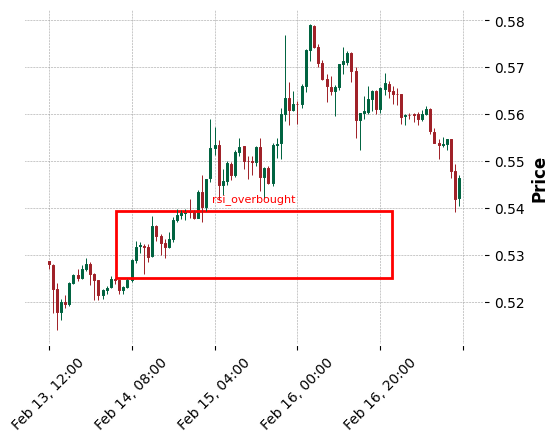 0.58
0.57
0.56
0.55
0.54
0.53
0.52
Price
rsi_overbought
Feb 13, 12:00
Feb 14, 08:00
Feb 15, 04:00
Feb 16, 00:00
Feb 16, 20:00